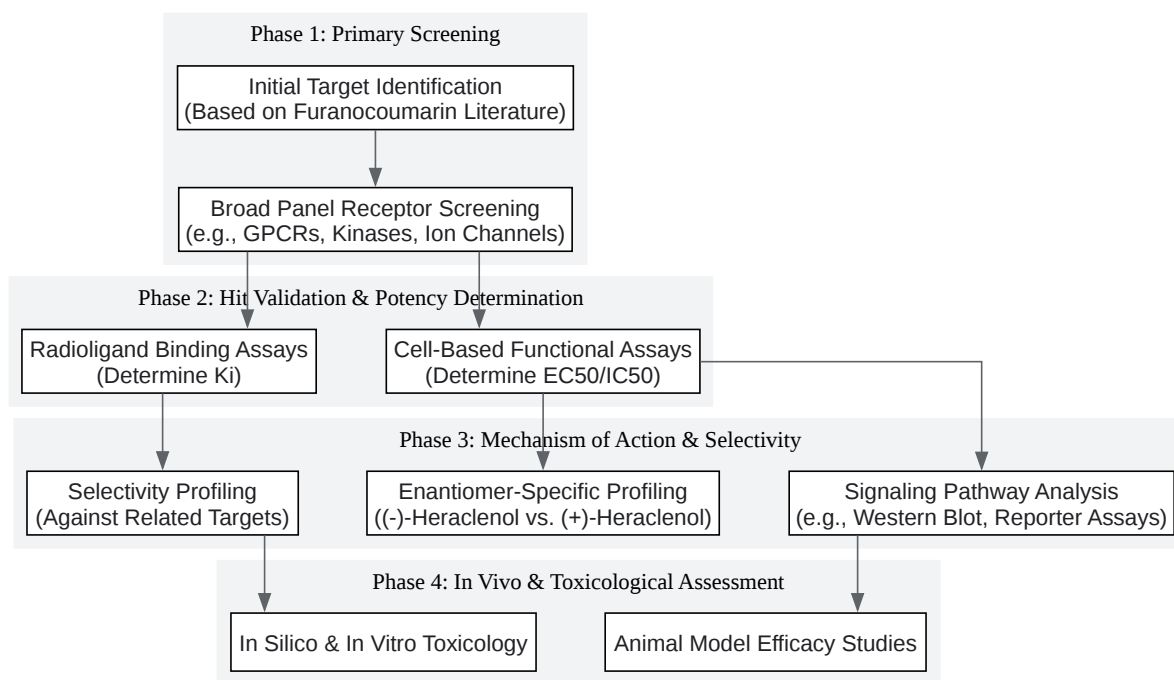 Phase 1: Primary Screening
Initial Target Identification
(Based on Furanocoumarin Literature)
Broad Panel Receptor Screening
(e.g., GPCRs, Kinases, Ion Channels)
Phase 2: Hit Validation & Potency Determination
Radioligand Binding Assays
(Determine Ki)
Cell-Based Functional Assays
(Determine EC50/IC50)
Phase 3: Mechanism of Action & Selectivity
Selectivity Profiling
(Against Related Targets)
Enantiomer-Specific Profiling
((-)-Heraclenol vs. (+)-Heraclenol)
Signaling Pathway Analysis
(e.g., Western Blot, Reporter Assays)
Phase 4: In Vivo & Toxicological Assessment
In Silico & In Vitro Toxicology
Animal Model Efficacy Studies